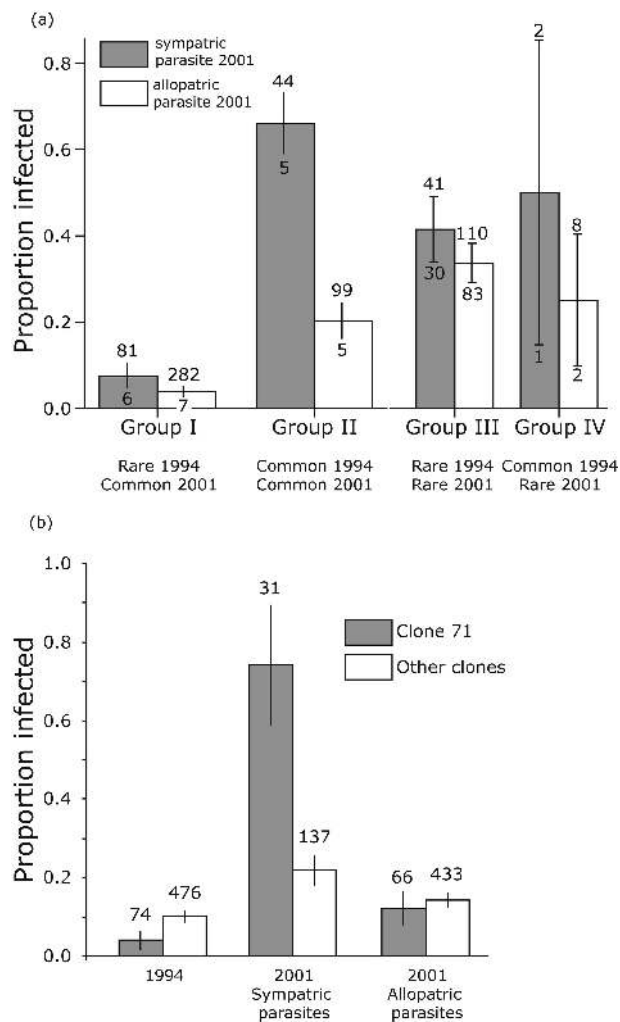 (a)
sympatric
parasite 2001
allopatric
parasite 2001
Proportion infected
0.8
0.6
0.4
0.2
0.0
81
6
282
7
44
5
99
5
41
30
110
83
2
1
8
2
Group I
Group II
Group III
Group IV
Rare 1994
Common 2001
Common 1994
Common 2001
Rare 1994
Rare 2001
Common 1994
Rare 2001
(b)
Proportion infected
1.0
0.8
0.6
0.4
0.2
0.0
Clone 71
Other clones
74
476
31
137
66
433
1994
2001
Sympatric
parasites
2001
Allopatric
parasites